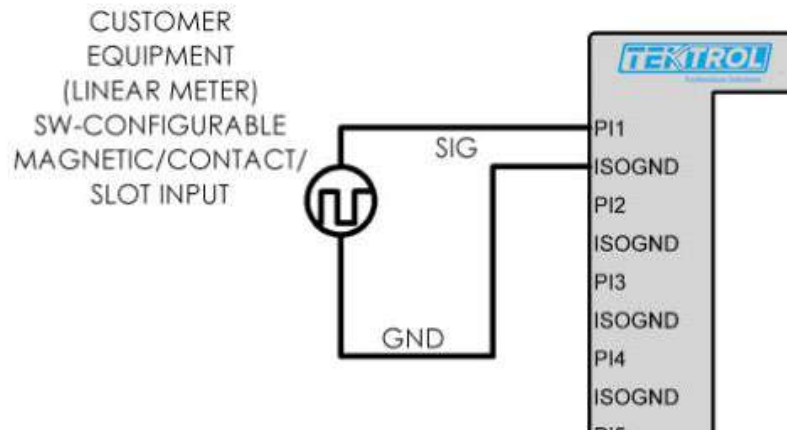 CUSTOMER
EQUIPMENT
(LINEAR METER)
SW-CONFIGURABLE
MAGNETIC/CONTACT/
SLOT INPUT
SIG
GND
TEKTROL
PI1
ISOGND
PI2
ISOGND
PI3
ISOGND
PI4
ISOGND